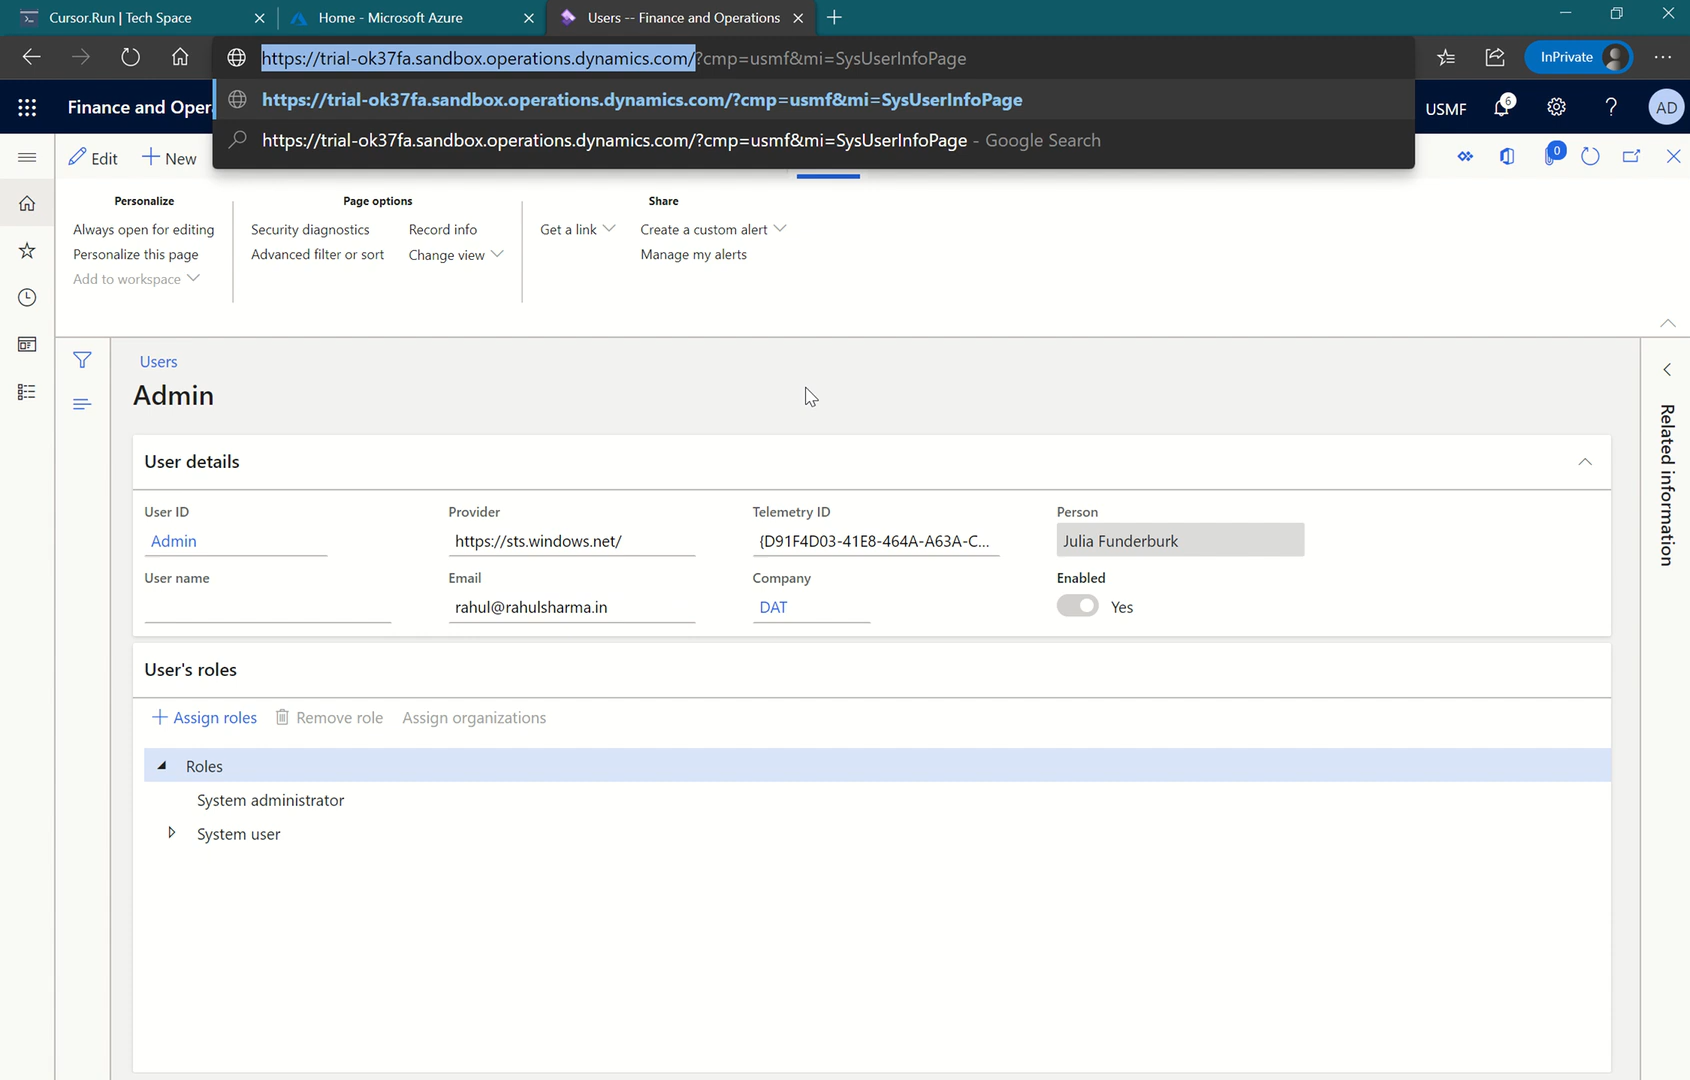 Cursor.Run | Tech Space
Home - Microsoft Azure
Users -- Finance and Operations
https://trial-ok37fa.sandbox.operations.dynamics.com/?cmp=usmf&mi=SysUserInfoPage
InPrivate
https://trial-ok37fa.sandbox.operations.dynamics.com/?cmp=usmf&mi=SysUserInfoPage
https://trial-ok37fa.sandbox.operations.dynamics.com/?cmp=usmf&mi=SysUserInfoPage - Google Search
Finance and Oper
USMF
6
?
AD
Edit
New
0
Personalize
Always open for editing
Personalize this page
Add to workspace
Page options
Security diagnostics
Record info
Advanced filter or sort
Change view
Share
Get a link
Create a custom alert
Manage my alerts
Users
Admin
Related information
User details
User ID
Provider
Telemetry ID
Person
Admin
https://sts.windows.net/
{D91F4D03-41E8-464A-A63A-C...
Julia Funderburk
User name
Email
Company
Enabled
rahul@rahulsharma.in
DAT
Yes
User's roles
Assign roles
Remove role
Assign organizations
Roles
System administrator
System user